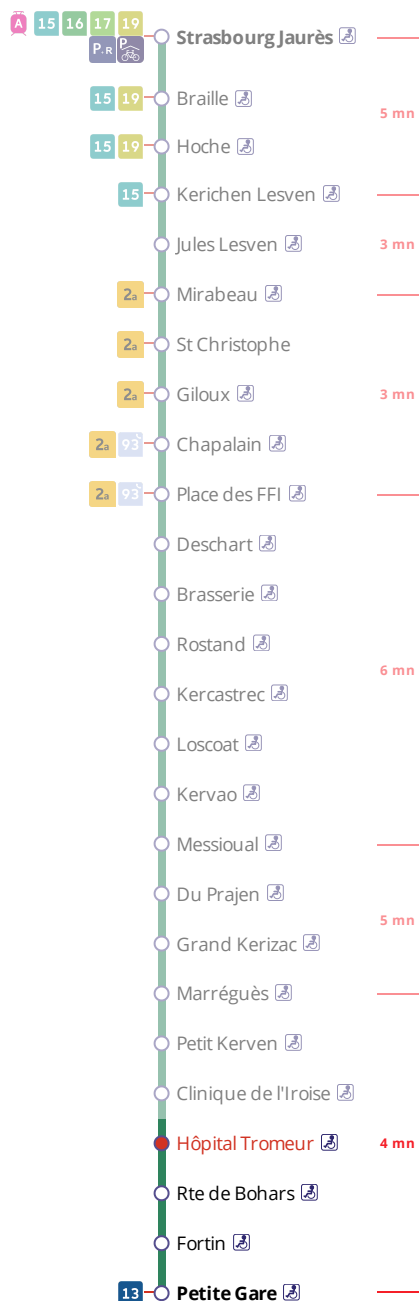 A 15 16 17 19 Strasbourg Jaurès
P+R P
15 19 Braille
5 mn
15 19 Hoche
15 Kerichen Lesven
Jules Lesven 3 mn
2a Mirabeau
2a St Christophe
2a Giloux 3 mn
2a 93 Chapalain
2a 93 Place des FFI
Deschart
Brasserie
Rostand
6 mn
Kercastrec
Loscoat
Kervao
Messioual
Du Prajen
5 mn
Grand Kerizac
Marréguès
Petit Kerven
Clinique de l'Iroise
Hôpital Tromeur 4 mn
Rte de Bohars
Fortin
13 Petite Gare